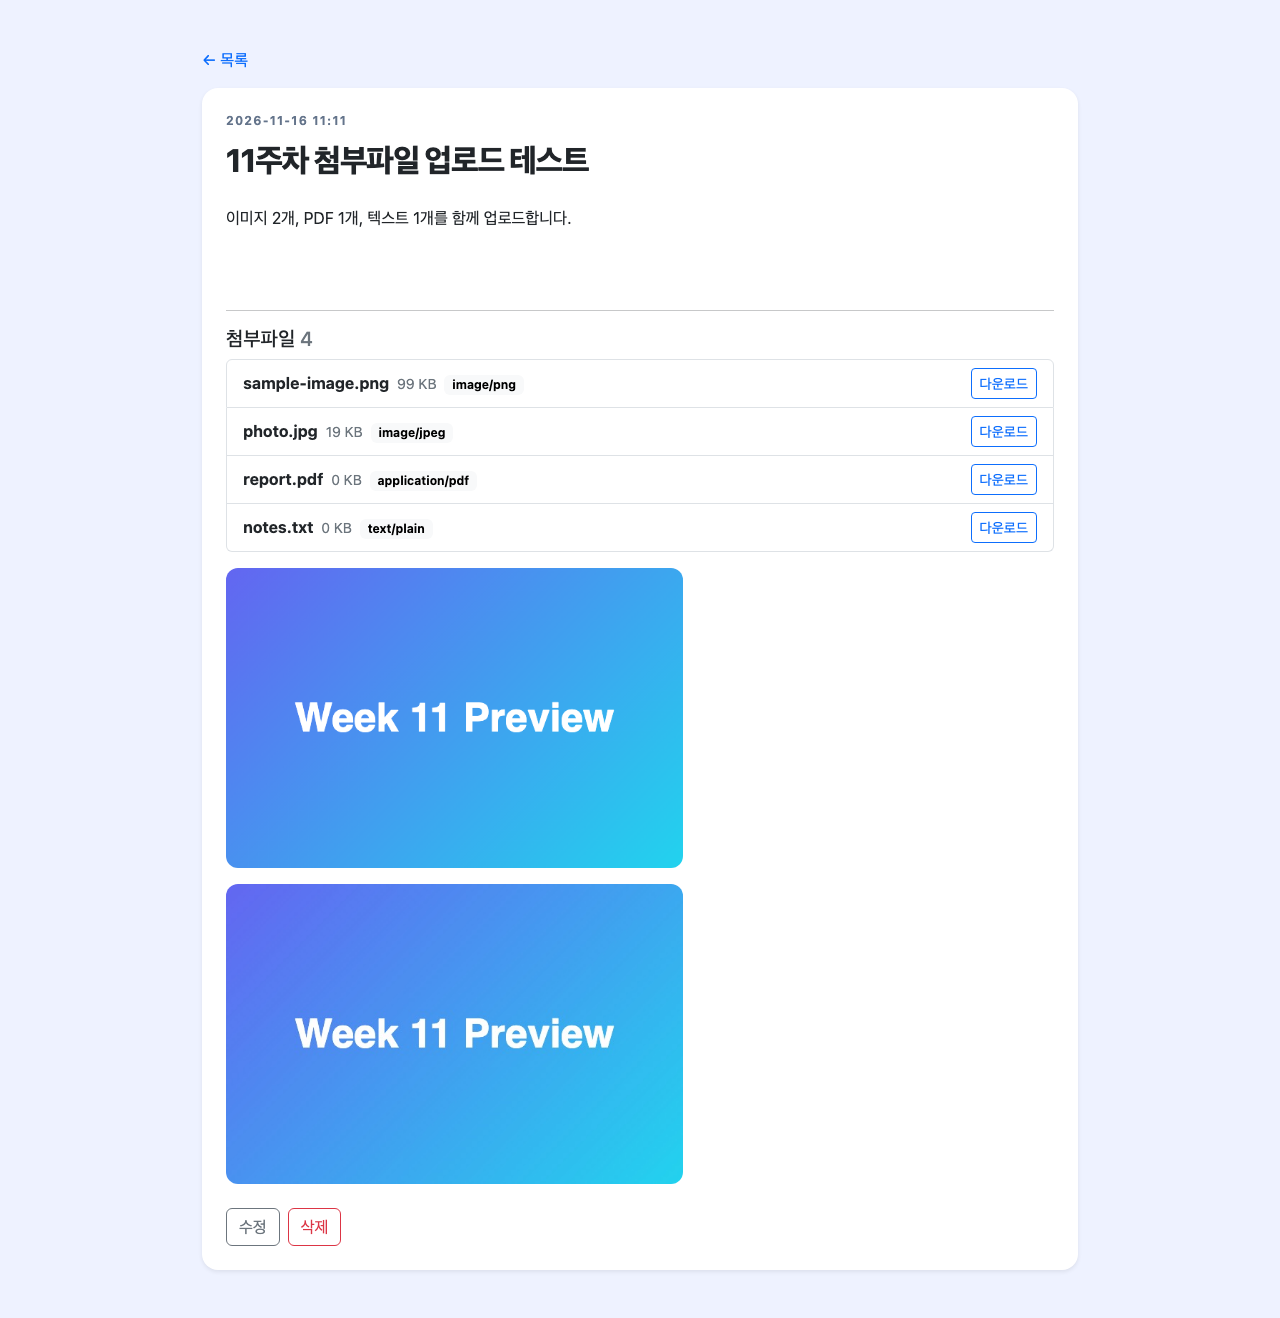 ← 목록
2026-11-16 11:11
11주차 첨부파일 업로드 테스트
이미지 2개, PDF 1개, 텍스트 1개를 함께 업로드합니다.
첨부파일 4
sample-image.png 99 KB image/png 다운로드
photo.jpg 19 KB image/jpeg 다운로드
report.pdf 0 KB application/pdf 다운로드
notes.txt 0 KB text/plain 다운로드
Week 11 Preview
Week 11 Preview
수정 삭제